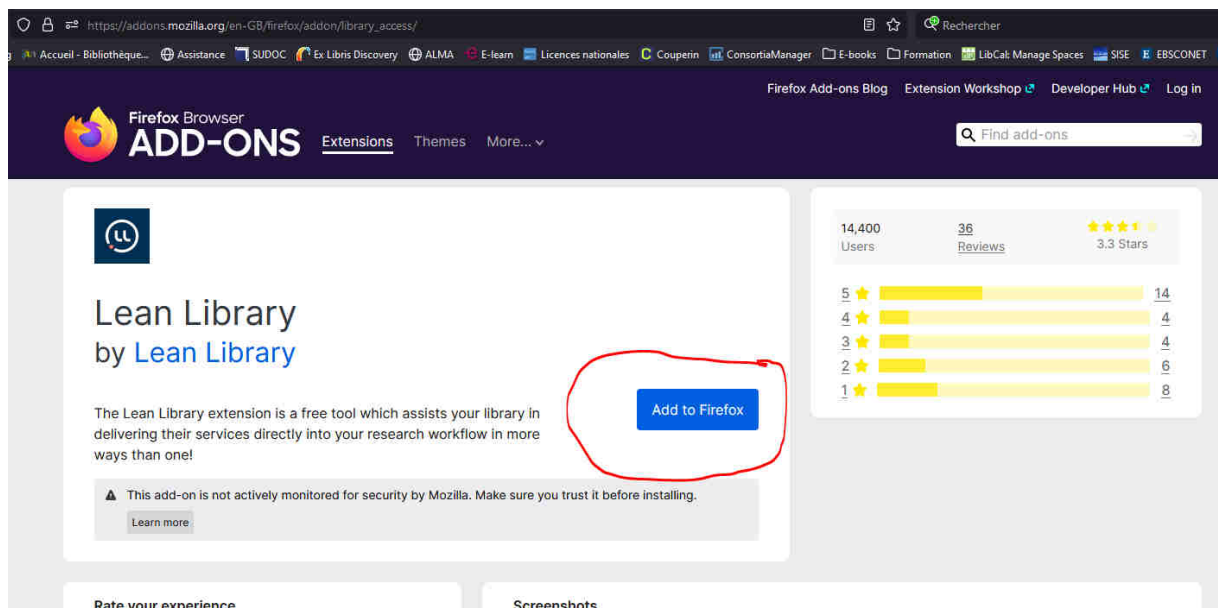 https://addons.mozilla.org/en-GB/firefox/addon/library_access/
Rechercher
Accueil - Bibliothèque... Assistance SUDOC Ex Libris Discovery ALMA E-learn Licences nationales Couperin ConsortiaManager E-books Formation LibCal: Manage Spaces SISE EBSCONET
Firefox Add-ons Blog Extension Workshop Developer Hub Log in
Firefox Browser
ADD-ONS Extensions Themes More...
Find add-ons
Lean Library
by Lean Library
The Lean Library extension is a free tool which assists your library in
delivering their services directly into your research workflow in more
ways than one!
Add to Firefox
This add-on is not actively monitored for security by Mozilla. Make sure you trust it before installing.
Learn more
14,400 36
Users Reviews 3.3 Stars
5 14
4 4
3 4
2 6
1 8
Rate your experience
Screenshots